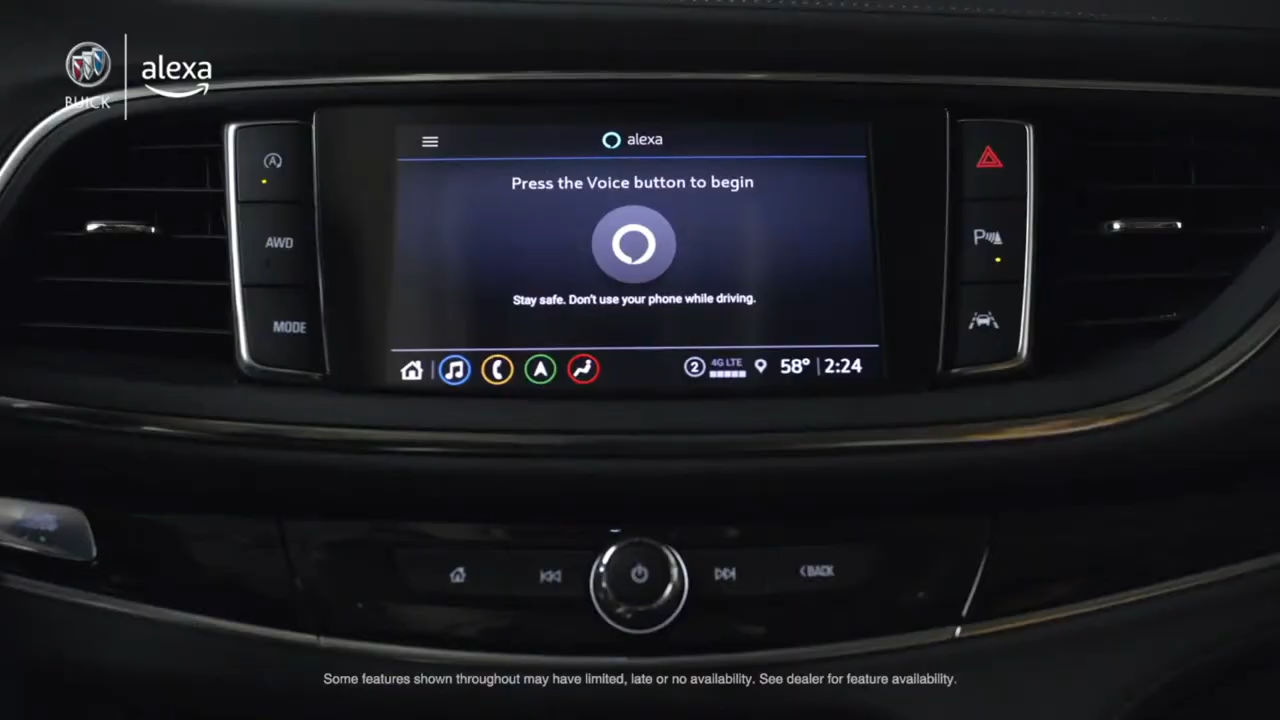 BUICK
alexa
alexa
Press the Voice button to begin
Stay safe. Don't use your phone while driving.
2 4G LTE 58° 2:24
A
AWD
MODE
P
BACK
Some features shown throughout may have limited, late or no availability. See dealer for feature availability.